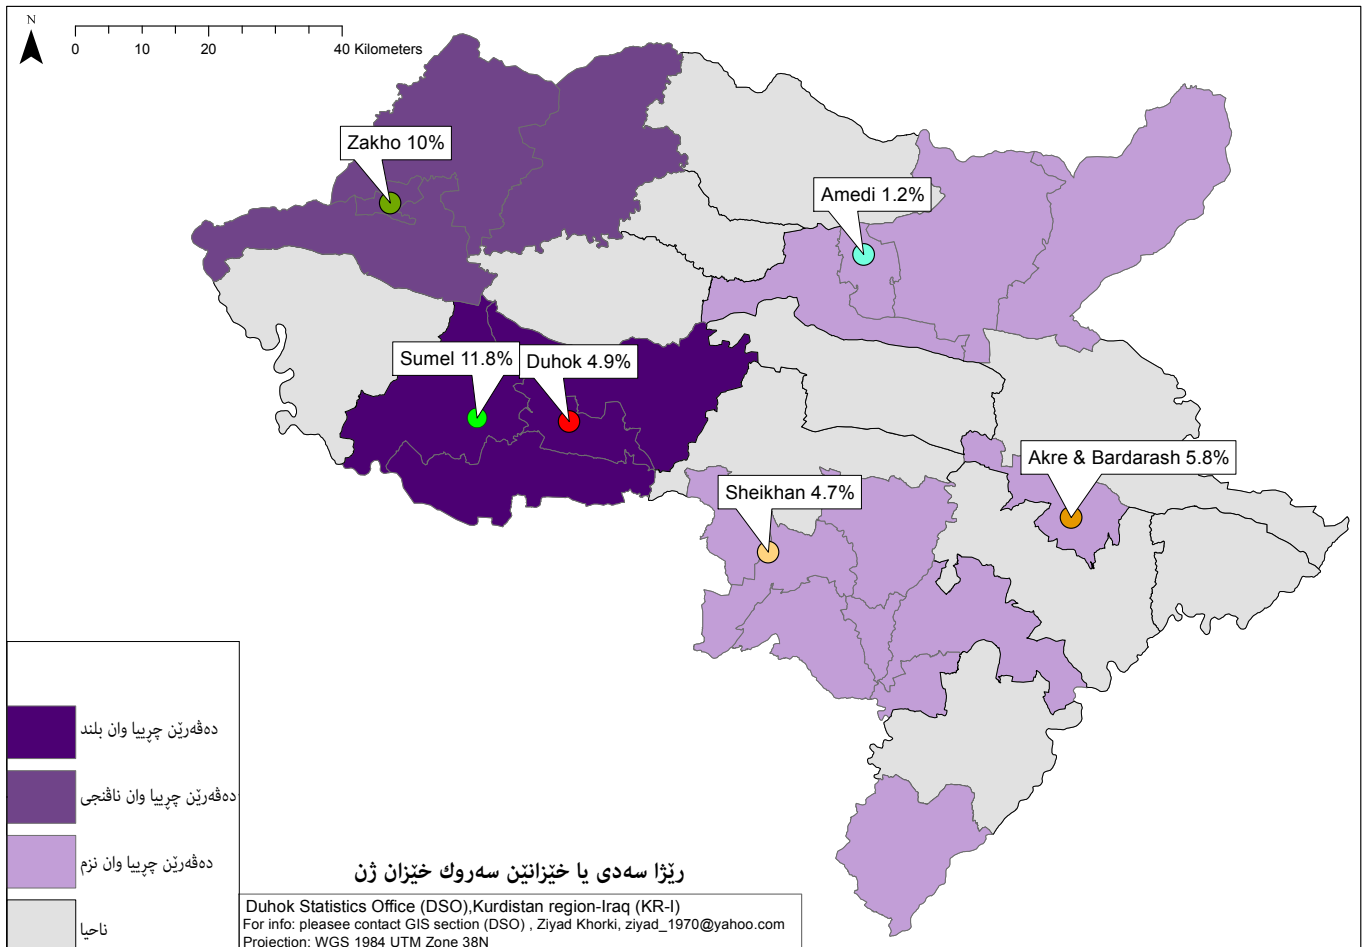 N
0 10 20 40 Kilometers
Zakho 10%
Amedi 1.2%
Sumel 11.8%
Duhok 4.9%
Akre & Bardarash 5.8%
Sheikhan 4.7%
دەڤەرێن چڕییا وان بلند
دەڤەرێن چڕییا وان ناڤنجی
دەڤەرێن چڕییا وان نزم
ناحیا
رێژا سەدی یا خێزانێن سەروك خێزان ژن
Duhok Statistics Office (DSO),Kurdistan region-Iraq (KR-I)
For info: pleasee contact GIS section (DSO) , Ziyad Khorki, ziyad_1970@yahoo.com
Projection: WGS 1984 UTM Zone 38N